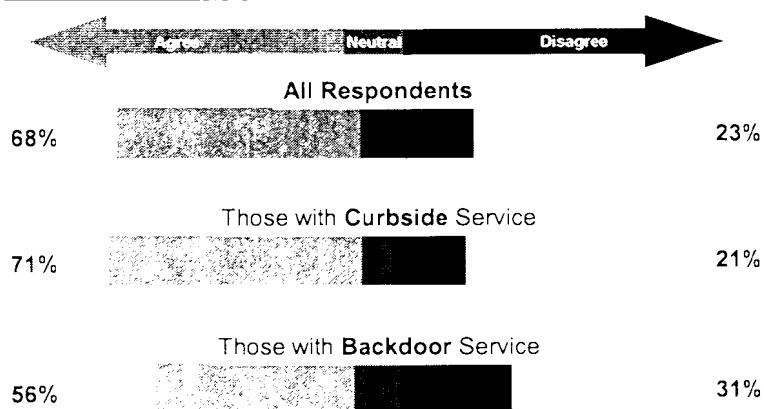 Agree Neutral Disagree
All Respondents
68% 23%
Those with Curbside Service
71% 21%
Those with Backdoor Service
56% 31%